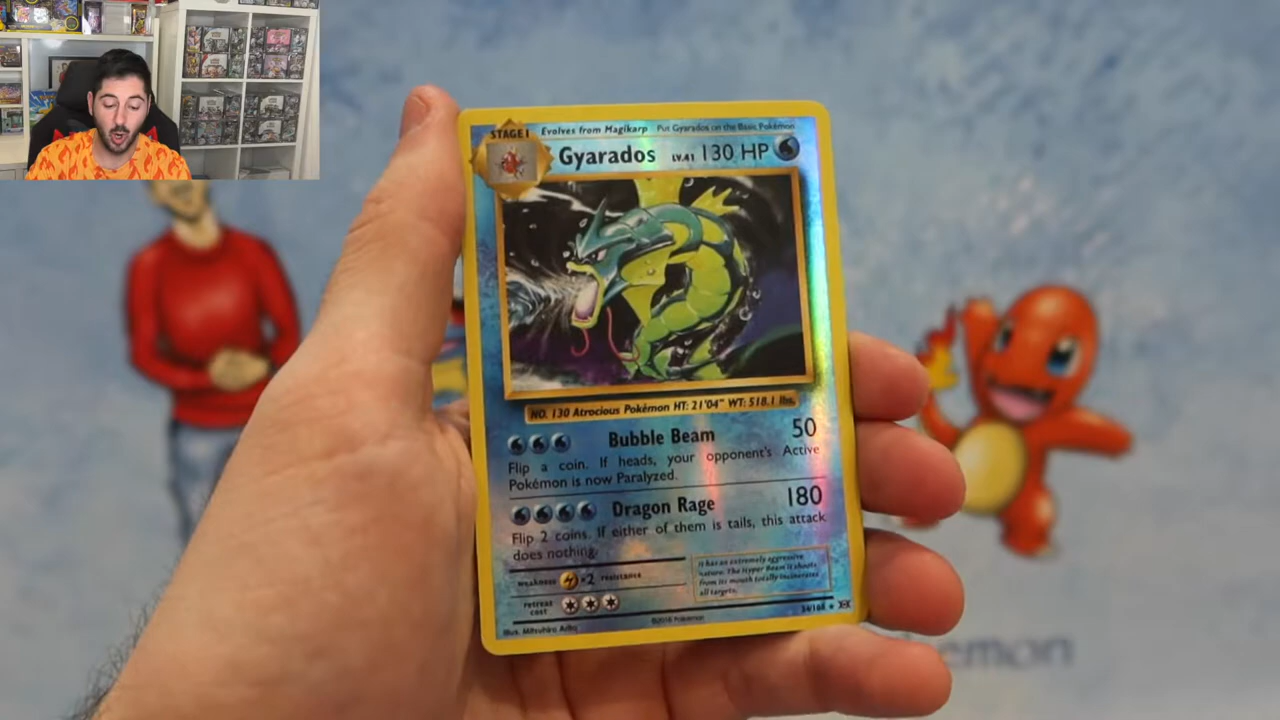 STAGE 1 Evolves from Magikarp Put Gyarados on the Basic Pokémon
Gyarados LV.41 130 HP
NO. 130 Atrocious Pokémon HT: 21'04" WT: 518.1 lbs.
Bubble Beam 50
Flip a coin. If heads, your opponent's Active
Pokémon is now Paralyzed.
Dragon Rage 180
Flip 2 coins. If either of them is tails, this attack
does nothing.
weakness ×2 resistance
It has an extremely aggressive
nature. The Hyper Beam it shoots
from its mouth totally incinerates
all targets.
retreat
cost
34/108 ★
Illus. Mitsuhiro Arita ©2016 Pokémon
emon